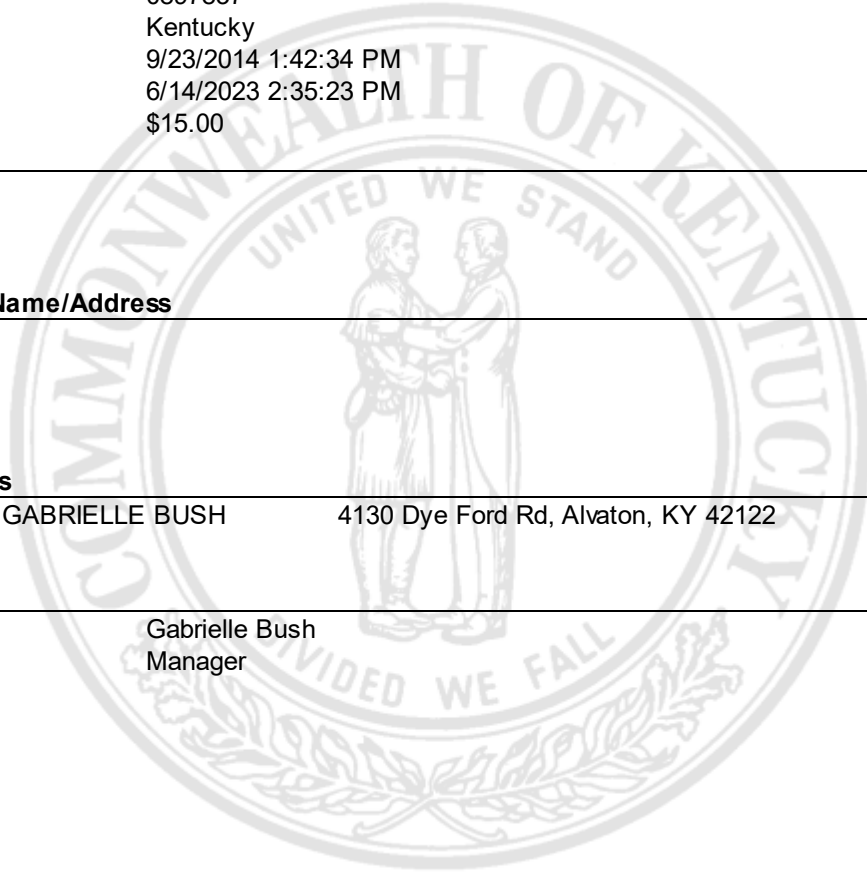 Kentucky
9/23/2014 1:42:34 PM
6/14/2023 2:35:23 PM
$15.00
Name/Address
s
GABRIELLE BUSH 4130 Dye Ford Rd, Alvaton, KY 42122
Gabrielle Bush
Manager
COMMONWEALTH OF KENTUCKY
UNITED WE STAND
DIVIDED WE FALL